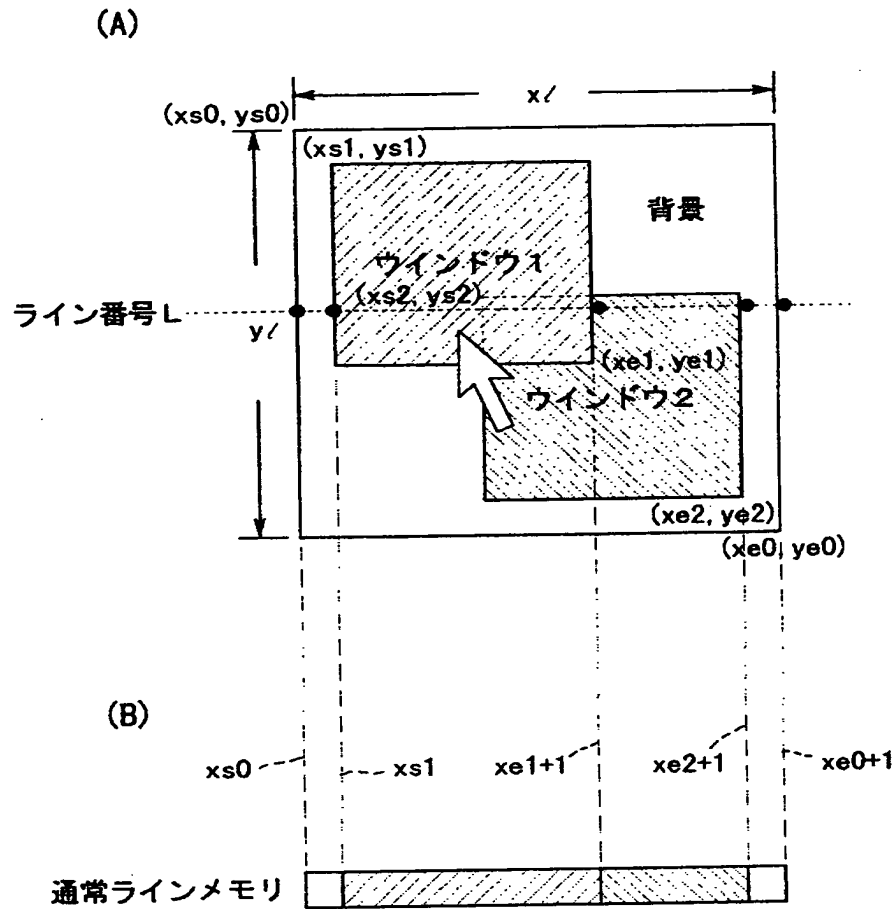 (A)
xℓ
(xs0, ys0)
(xs1, ys1)
背景
ウインドウ1
(xs2, ys2)
ライン番号L
yℓ
(xe1, ye1)
ウインドウ2
(xe2, ye2)
(xe0, ye0)
(B)
xs0
xs1
xe1+1
xe2+1
xe0+1
通常ラインメモリ